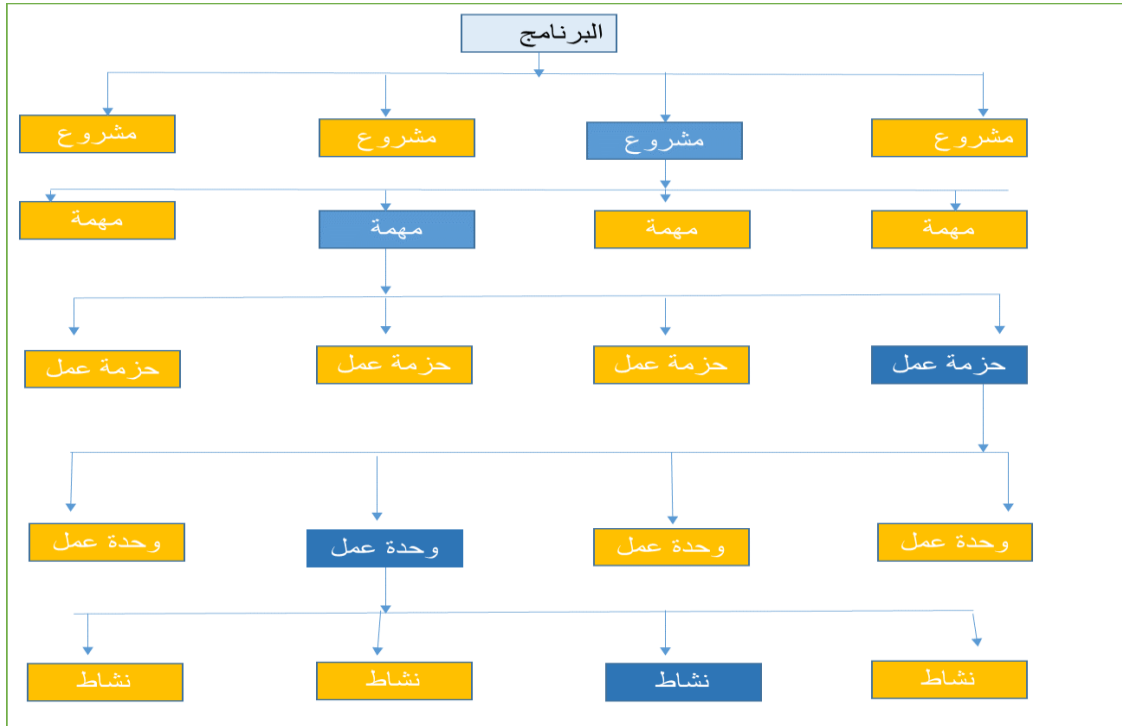 البرنامج
مشروع
مشروع
مشروع
مشروع
مهمة
مهمة
مهمة
مهمة
حزمة عمل
حزمة عمل
حزمة عمل
حزمة عمل
وحدة عمل
وحدة عمل
وحدة عمل
وحدة عمل
نشاط
نشاط
نشاط
نشاط